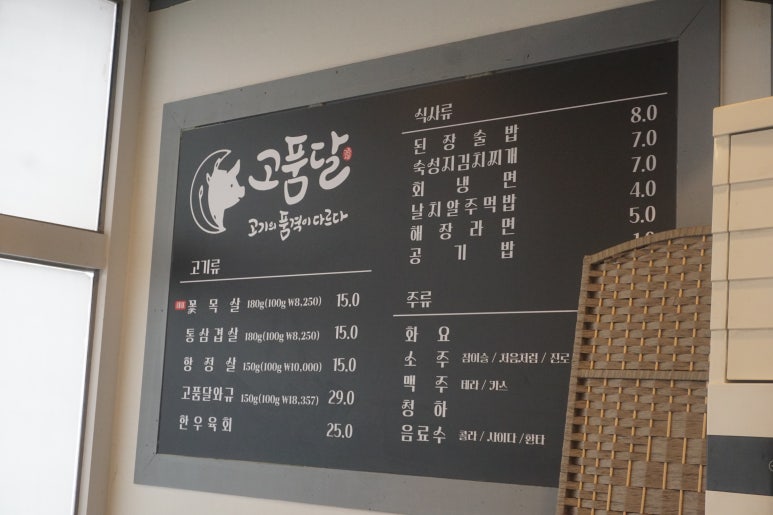 고품달
고기의 품격이 다르다
고기류
꽃목살 180g(100g ₩8,250) 15.0
통삼겹살 180g(100g ₩8,250) 15.0
항정살 150g(100g ₩10,000) 15.0
고품달와규 150g(100g ₩18,357) 29.0
한우육회 25.0
식사류
된장술밥 8.0
숙성지김치찌개 7.0
회냉면 7.0
날치알주먹밥 4.0
해장라면 5.0
공기밥
주류
화요
소주 참이슬 / 처음처럼 / 진로
맥주 테라 / 카스
청하
음료수 콜라 / 사이다 / 환타